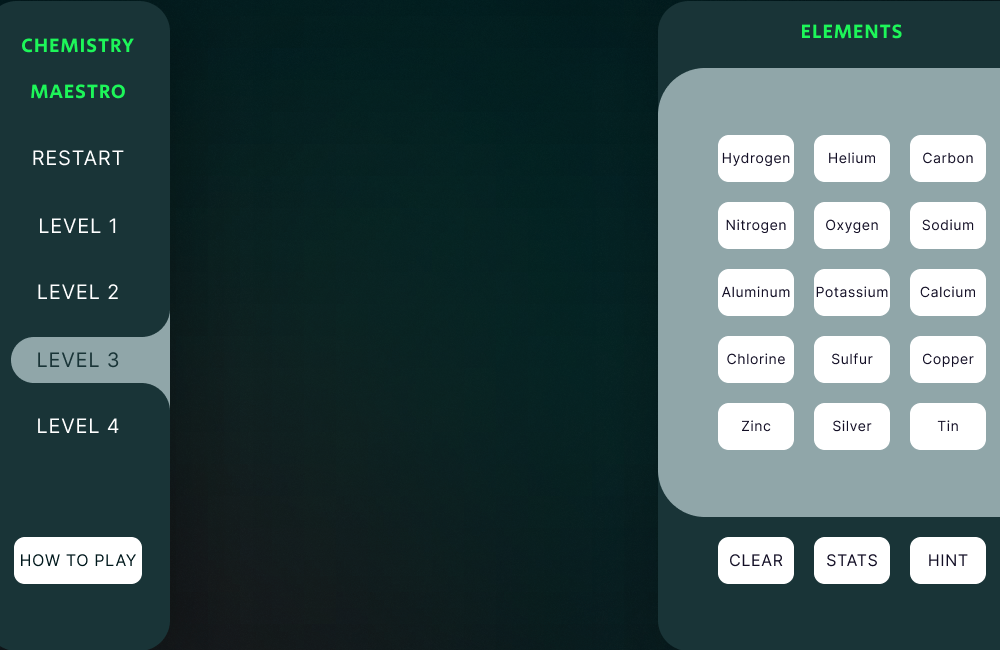 CHEMISTRY
MAESTRO
RESTART
LEVEL 1
LEVEL 2
LEVEL 3
LEVEL 4
HOW TO PLAY
ELEMENTS
Hydrogen Helium Carbon
Nitrogen Oxygen Sodium
Aluminum Potassium Calcium
Chlorine Sulfur Copper
Zinc Silver Tin
CLEAR STATS HINT